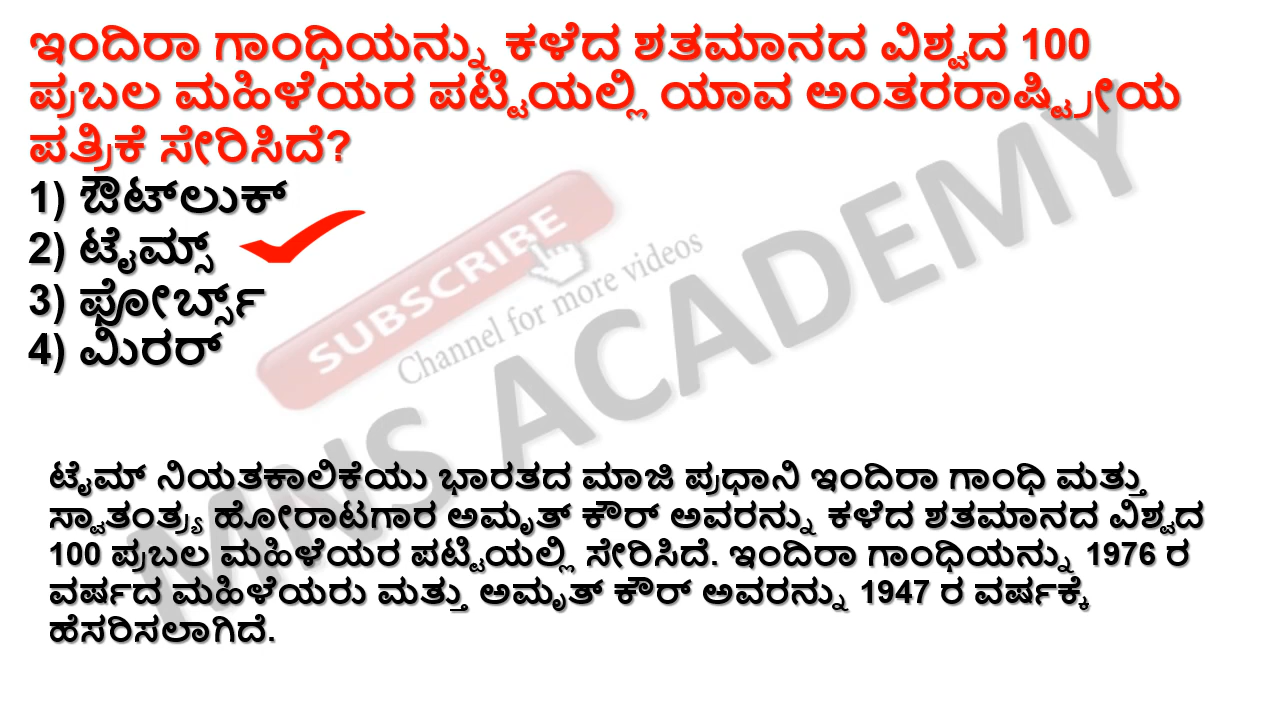 ಇಂದಿರಾ ಗಾಂಧಿಯನ್ನು ಕಳೆದ ಶತಮಾನದ ವಿಶ್ವದ 100
ಪ್ರಬಲ ಮಹಿಳೆಯರ ಪಟ್ಟಿಯಲ್ಲಿ ಯಾವ ಅಂತರರಾಷ್ಟ್ರೀಯ
ಪತ್ರಿಕೆ ಸೇರಿಸಿದೆ?
1) ಔಟ್‌ಲುಕ್
2) ಟೈಮ್ಸ್
3) ಫೋರ್ಬ್ಸ್
4) ಮಿರರ್
SUBSCRIBE
Channel for more videos
MNS ACADEMY
ಟೈಮ್ ನಿಯತಕಾಲಿಕೆಯು ಭಾರತದ ಮಾಜಿ ಪ್ರಧಾನಿ ಇಂದಿರಾ ಗಾಂಧಿ ಮತ್ತು
ಸ್ವಾತಂತ್ರ್ಯ ಹೋರಾಟಗಾರ ಅಮೃತ್ ಕೌರ್ ಅವರನ್ನು ಕಳೆದ ಶತಮಾನದ ವಿಶ್ವದ
100 ಪ್ರಬಲ ಮಹಿಳೆಯರ ಪಟ್ಟಿಯಲ್ಲಿ ಸೇರಿಸಿದೆ. ಇಂದಿರಾ ಗಾಂಧಿಯನ್ನು 1976 ರ
ವರ್ಷದ ಮಹಿಳೆಯರು ಮತ್ತು ಅಮೃತ್ ಕೌರ್ ಅವರನ್ನು 1947 ರ ವರ್ಷಕ್ಕೆ
ಹೆಸರಿಸಲಾಗಿದೆ.